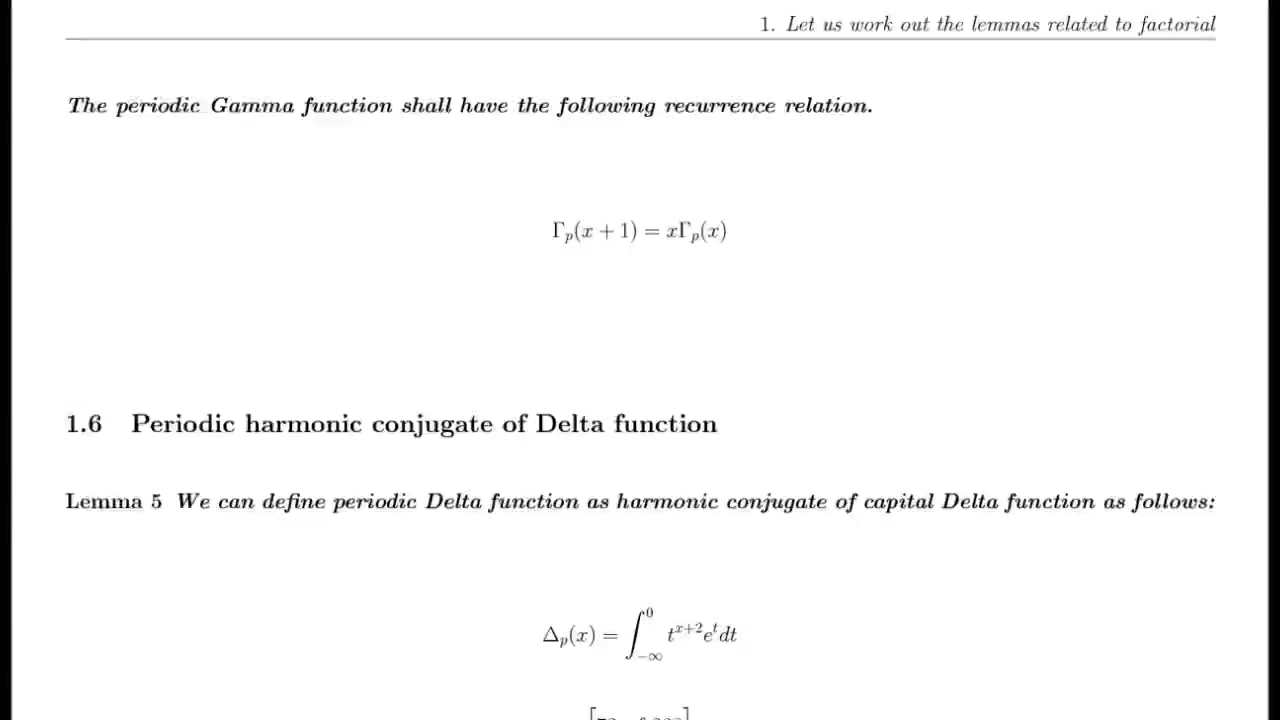 1. Let us work out the lemmas related to factorial
The periodic Gamma function shall have the following recurrence relation.
Γ_p(x + 1) = xΓ_p(x)
1.6 Periodic harmonic conjugate of Delta function
Lemma 5 We can define periodic Delta function as harmonic conjugate of capital Delta function as follows:
Δ_p(x) = ∫_{-∞}^{0} t^{x+2} e^t dt